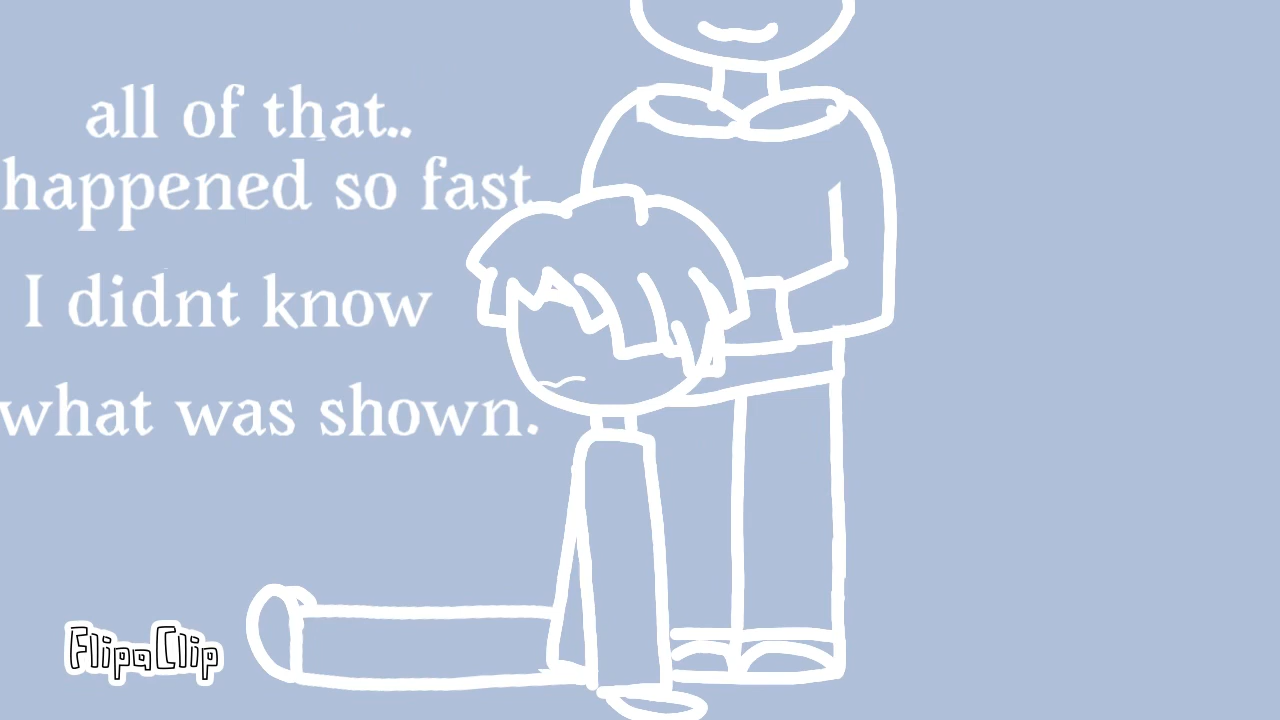 all of that..
happened so fast
I didnt know
what was shown.
FlipaClip